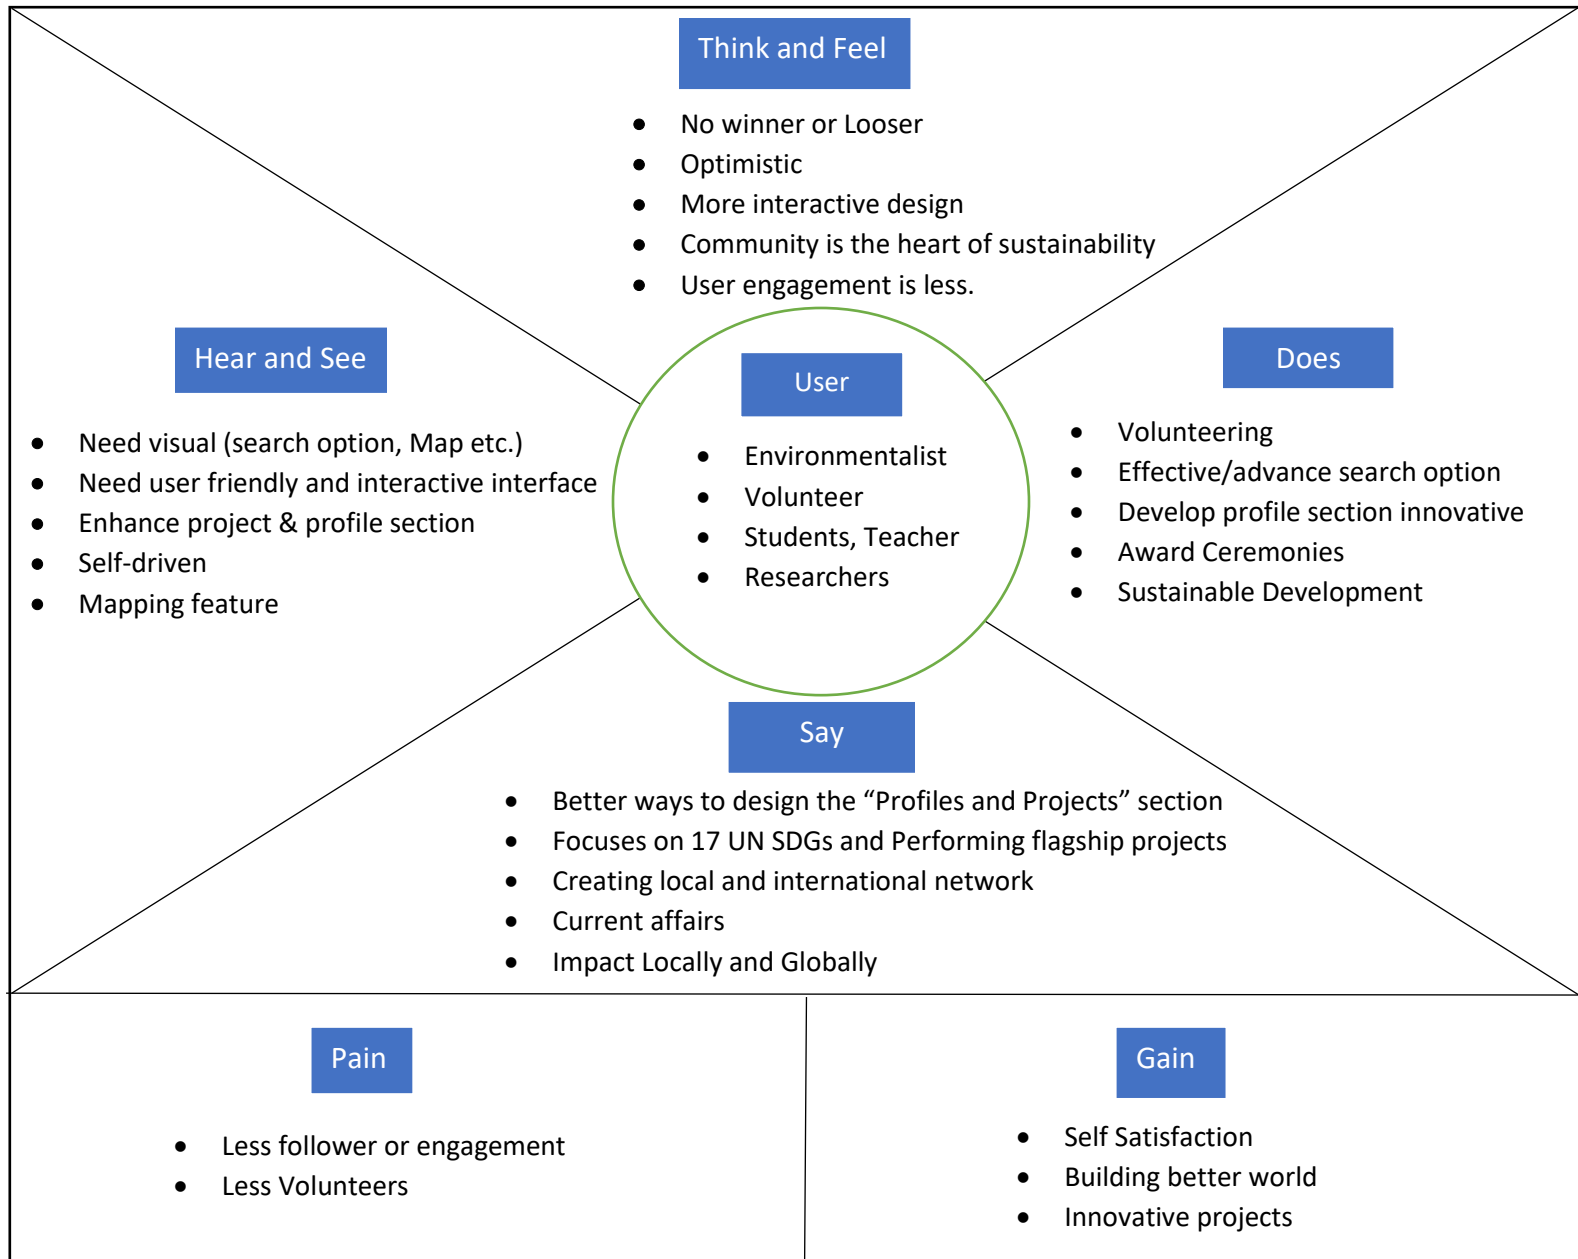 Think and Feel
No winner or Looser
Optimistic
More interactive design
Community is the heart of sustainability
User engagement is less.
Hear and See
Need visual (search option, Map etc.)
Need user friendly and interactive interface
Enhance project & profile section
Self-driven
Mapping feature
User
Environmentalist
Volunteer
Students, Teacher
Researchers
Does
Volunteering
Effective/advance search option
Develop profile section innovative
Award Ceremonies
Sustainable Development
Say
Better ways to design the “Profiles and Projects” section
Focuses on 17 UN SDGs and Performing flagship projects
Creating local and international network
Current affairs
Impact Locally and Globally
Pain
Less follower or engagement
Less Volunteers
Gain
Self Satisfaction
Building better world
Innovative projects